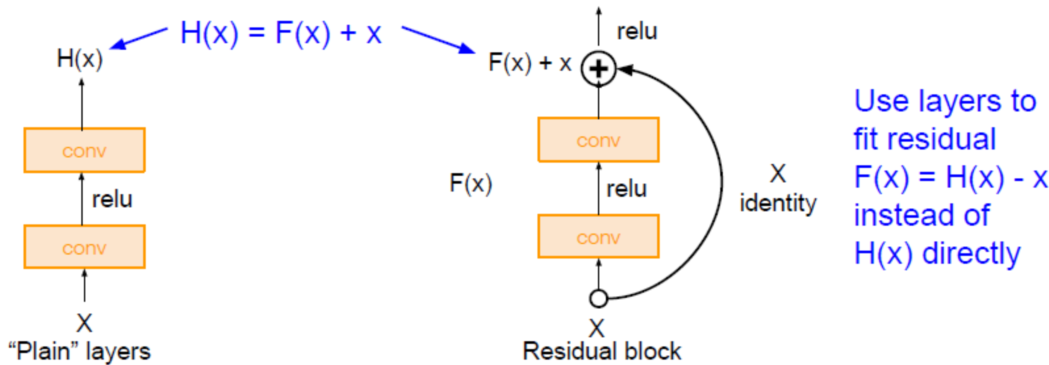 H(x) = F(x) + x
H(x)
conv
relu
conv
X
"Plain" layers
relu
F(x) + x
conv
F(x)
relu
conv
X
identity
X
Residual block
Use layers to
fit residual
F(x) = H(x) - x
instead of
H(x) directly